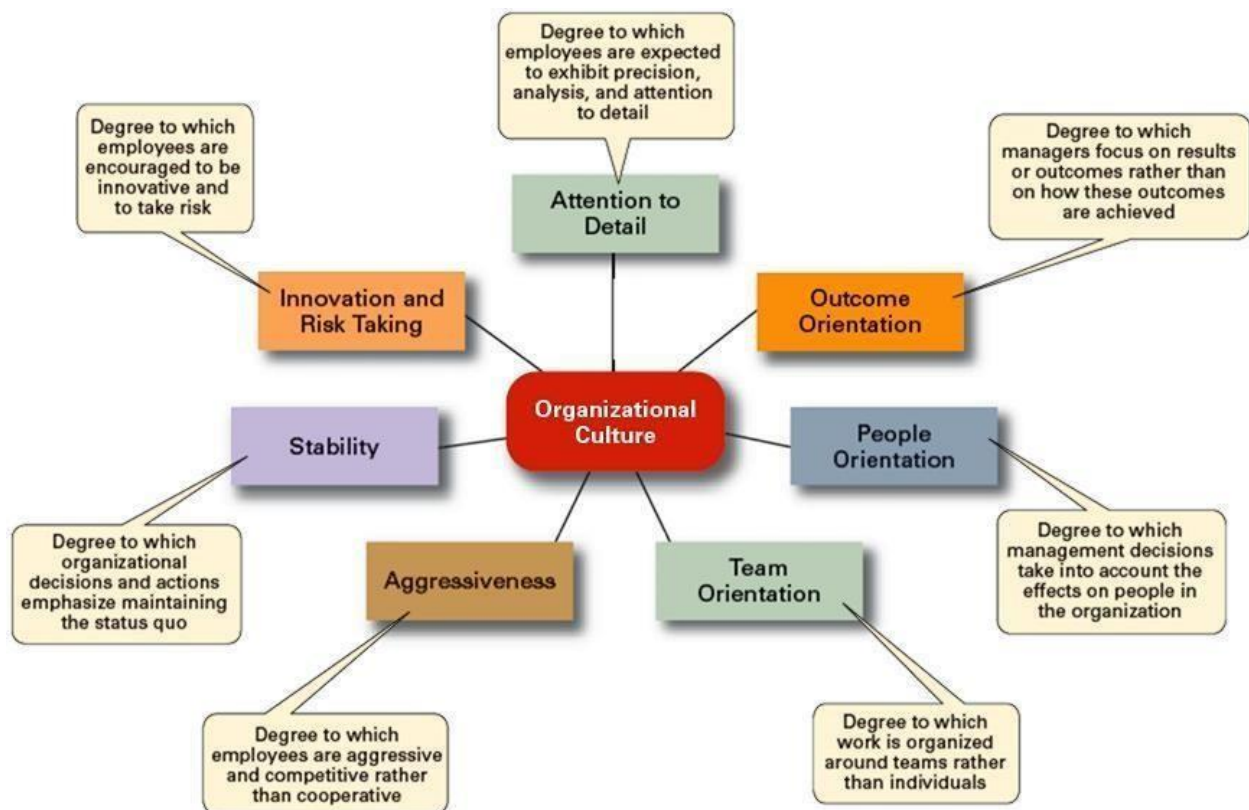 Degree to which
employees are expected
to exhibit precision,
analysis, and attention
to detail
Degree to which
employees are
encouraged to be
innovative and
to take risk
Degree to which
managers focus on results
or outcomes rather than
on how these outcomes
are achieved
Attention to
Detail
Innovation and
Risk Taking
Outcome
Orientation
Organizational
Culture
Stability
People
Orientation
Degree to which
organizational
decisions and actions
emphasize maintaining
the status quo
Aggressiveness
Team
Orientation
Degree to which
management decisions
take into account the
effects on people in
the organization
Degree to which
employees are aggressive
and competitive rather
than cooperative
Degree to which
work is organized
around teams rather
than individuals